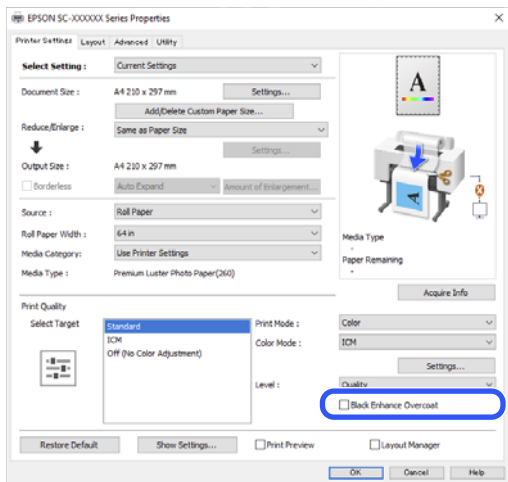 EPSON SC-XXXXXX Series Properties
Printer Settings Layout Advanced Utility
Select Setting : Current Settings
Document Size : A4 210 x 297 mm Settings...
Add/Delete Custom Paper Size...
Reduce/Enlarge : Same as Paper Size
Settings...
Output Size : A4 210 x 297 mm
Borderless Auto Expand Amount of Enlargement...
Source : Roll Paper
Roll Paper Width : 64 in
Media Category: Use Printer Settings
Media Type : Premium Luster Photo Paper(260)
A
A
Media Type
-
Paper Remaining
-
Acquire Info
Print Quality
Select Target
Standard
ICM
Off (No Color Adjustment)
Print Mode : Color
Color Mode : ICM
Settings...
Level : Quality
Black Enhance Overcoat
Restore Default Show Settings... Print Preview Layout Manager
OK Cancel Help